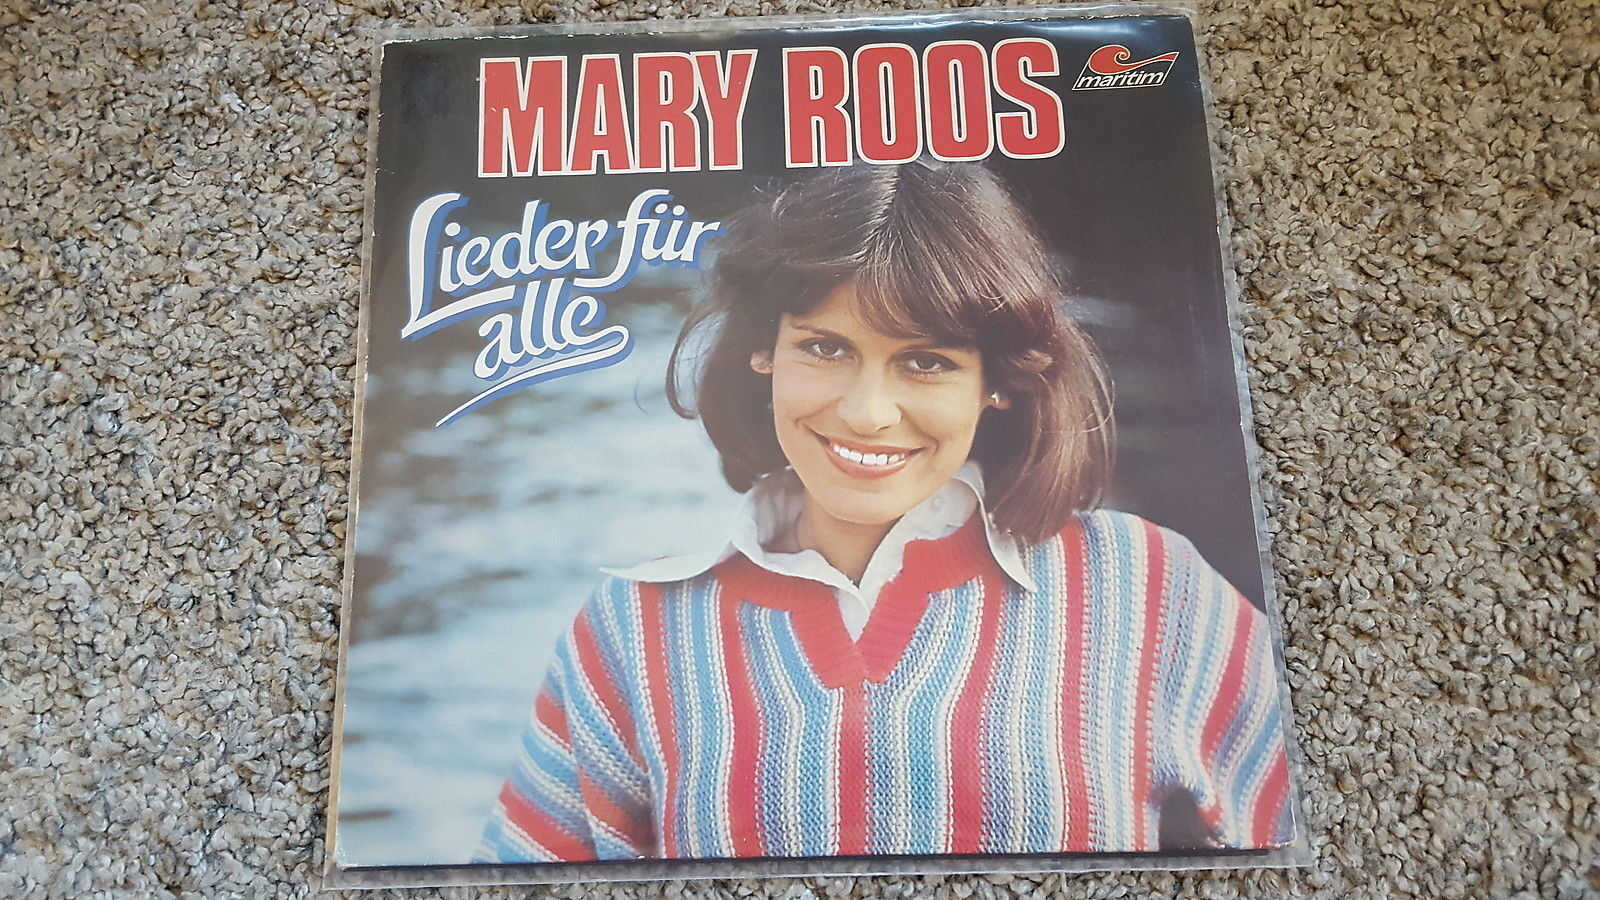 MARY ROOS
maritim
Lieder für
alle